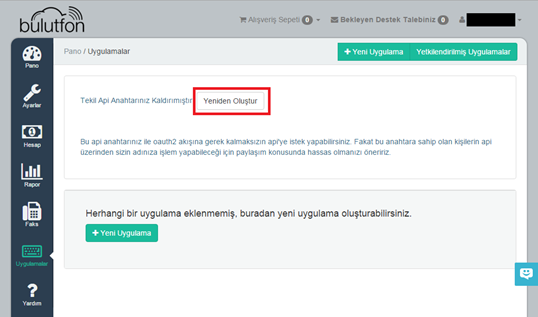 bulutfon
Alışveriş Sepeti 0
Bekleyen Destek Talebiniz 0
Pano / Uygulamalar
+ Yeni Uygulama
Yetkilendirilmiş Uygulamalar
Pano
Ayarlar
Hesap
Rapor
Faks
Uygulamalar
Yardım
Tekil Api Anahtarınız Kaldırımıştır
Yeniden Oluştur
Bu api anahtarınız ile oauth2 akışına gerek kalmaksızın api'ye istek yapabilirsiniz. Fakat bu anahtara sahip olan kişilerin api
üzerinden sizin adınıza işlem yapabileceği için paylaşım konusunda hassas olmanızı öneririz.
Herhangi bir uygulama eklenmemiş, buradan yeni uygulama oluşturabilirsiniz.
+ Yeni Uygulama